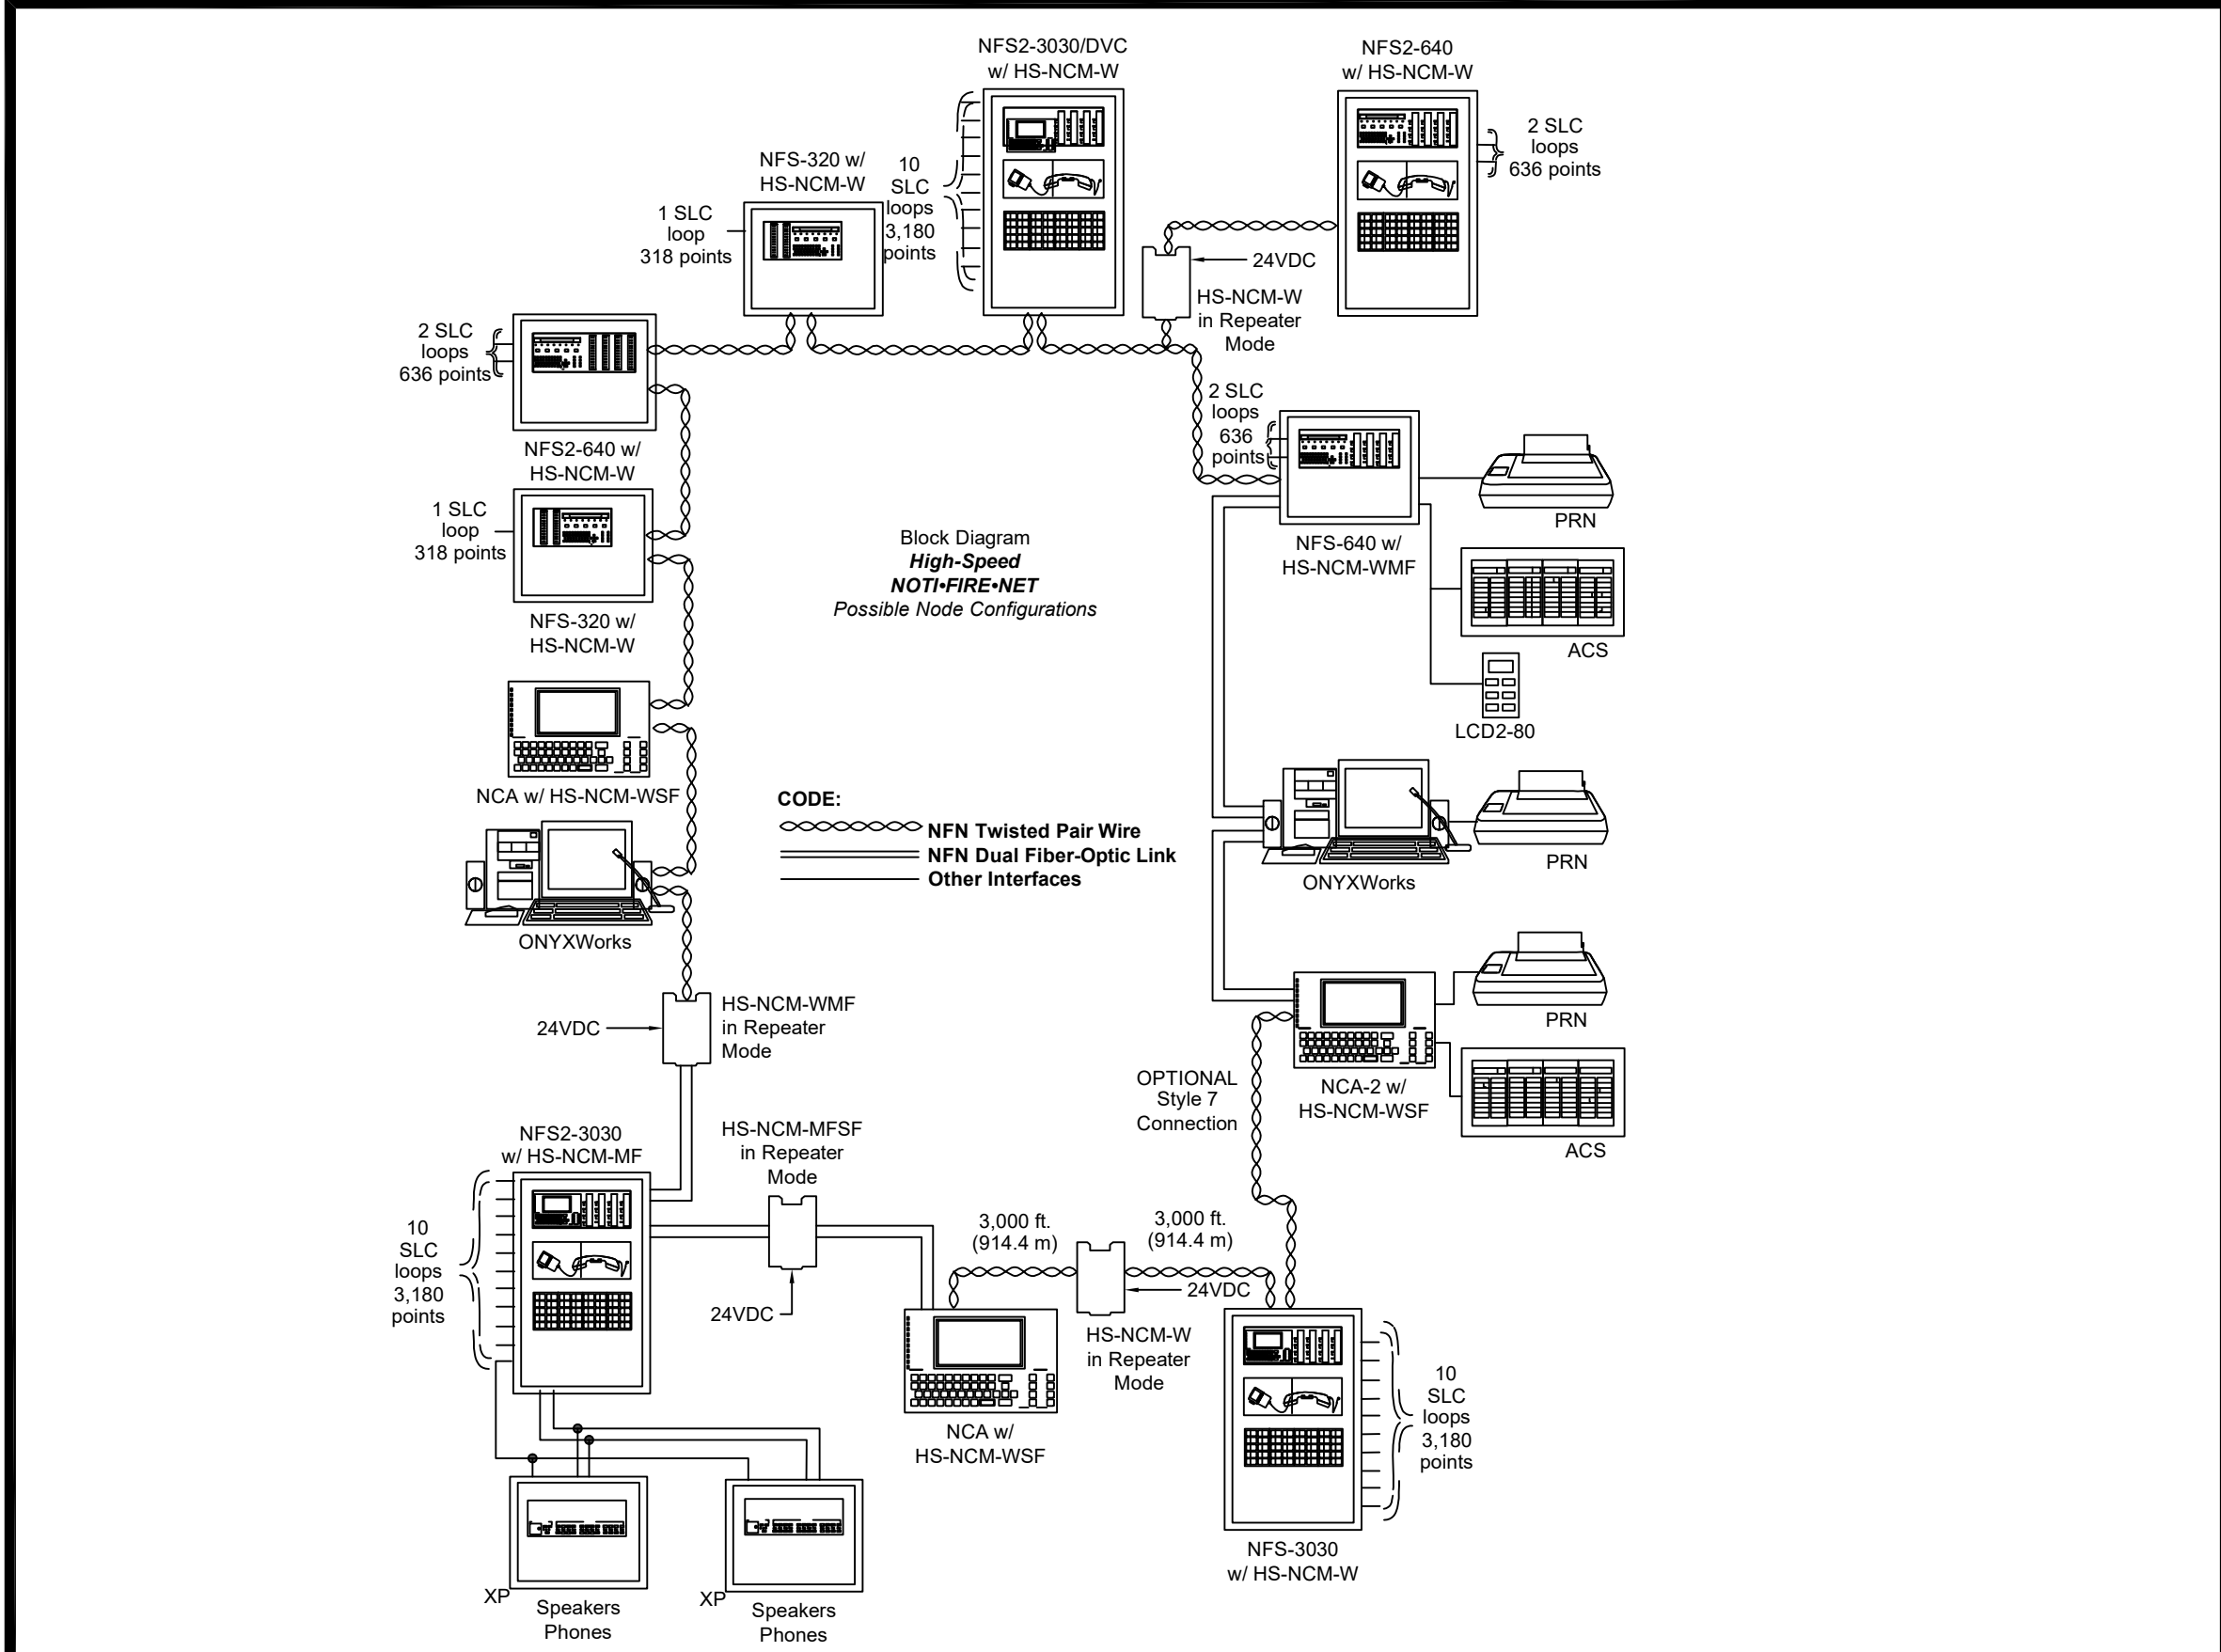 NFS2-3030/DVC
w/ HS-NCM-W
NFS2-640
w/ HS-NCM-W
2 SLC
loops
636 points
NFS-320 w/
HS-NCM-W
10
SLC
loops
3,180
points
1 SLC
loop
318 points
24VDC
HS-NCM-W
in Repeater
Mode
2 SLC
loops
636 points
NFS2-640 w/
HS-NCM-W
2 SLC
loops
636
points
PRN
NFS-640 w/
HS-NCM-WMF
1 SLC
loop
318 points
NFS-320 w/
HS-NCM-W
Block Diagram
High-Speed
NOTI•FIRE•NET
Possible Node Configurations
ACS
LCD2-80
NCA w/ HS-NCM-WSF
CODE:
NFN Twisted Pair Wire
NFN Dual Fiber-Optic Link
Other Interfaces
PRN
ONYXWorks
ONYXWorks
24VDC
HS-NCM-WMF
in Repeater
Mode
PRN
OPTIONAL
Style 7
Connection
NCA-2 w/
HS-NCM-WSF
ACS
NFS2-3030
w/ HS-NCM-MF
HS-NCM-MFSF
in Repeater
Mode
10
SLC
loops
3,180
points
24VDC
3,000 ft.
(914.4 m)
3,000 ft.
(914.4 m)
24VDC
HS-NCM-W
in Repeater
Mode
NCA w/
HS-NCM-WSF
10
SLC
loops
3,180
points
NFS-3030
w/ HS-NCM-W
XP
Speakers
Phones
XP
Speakers
Phones